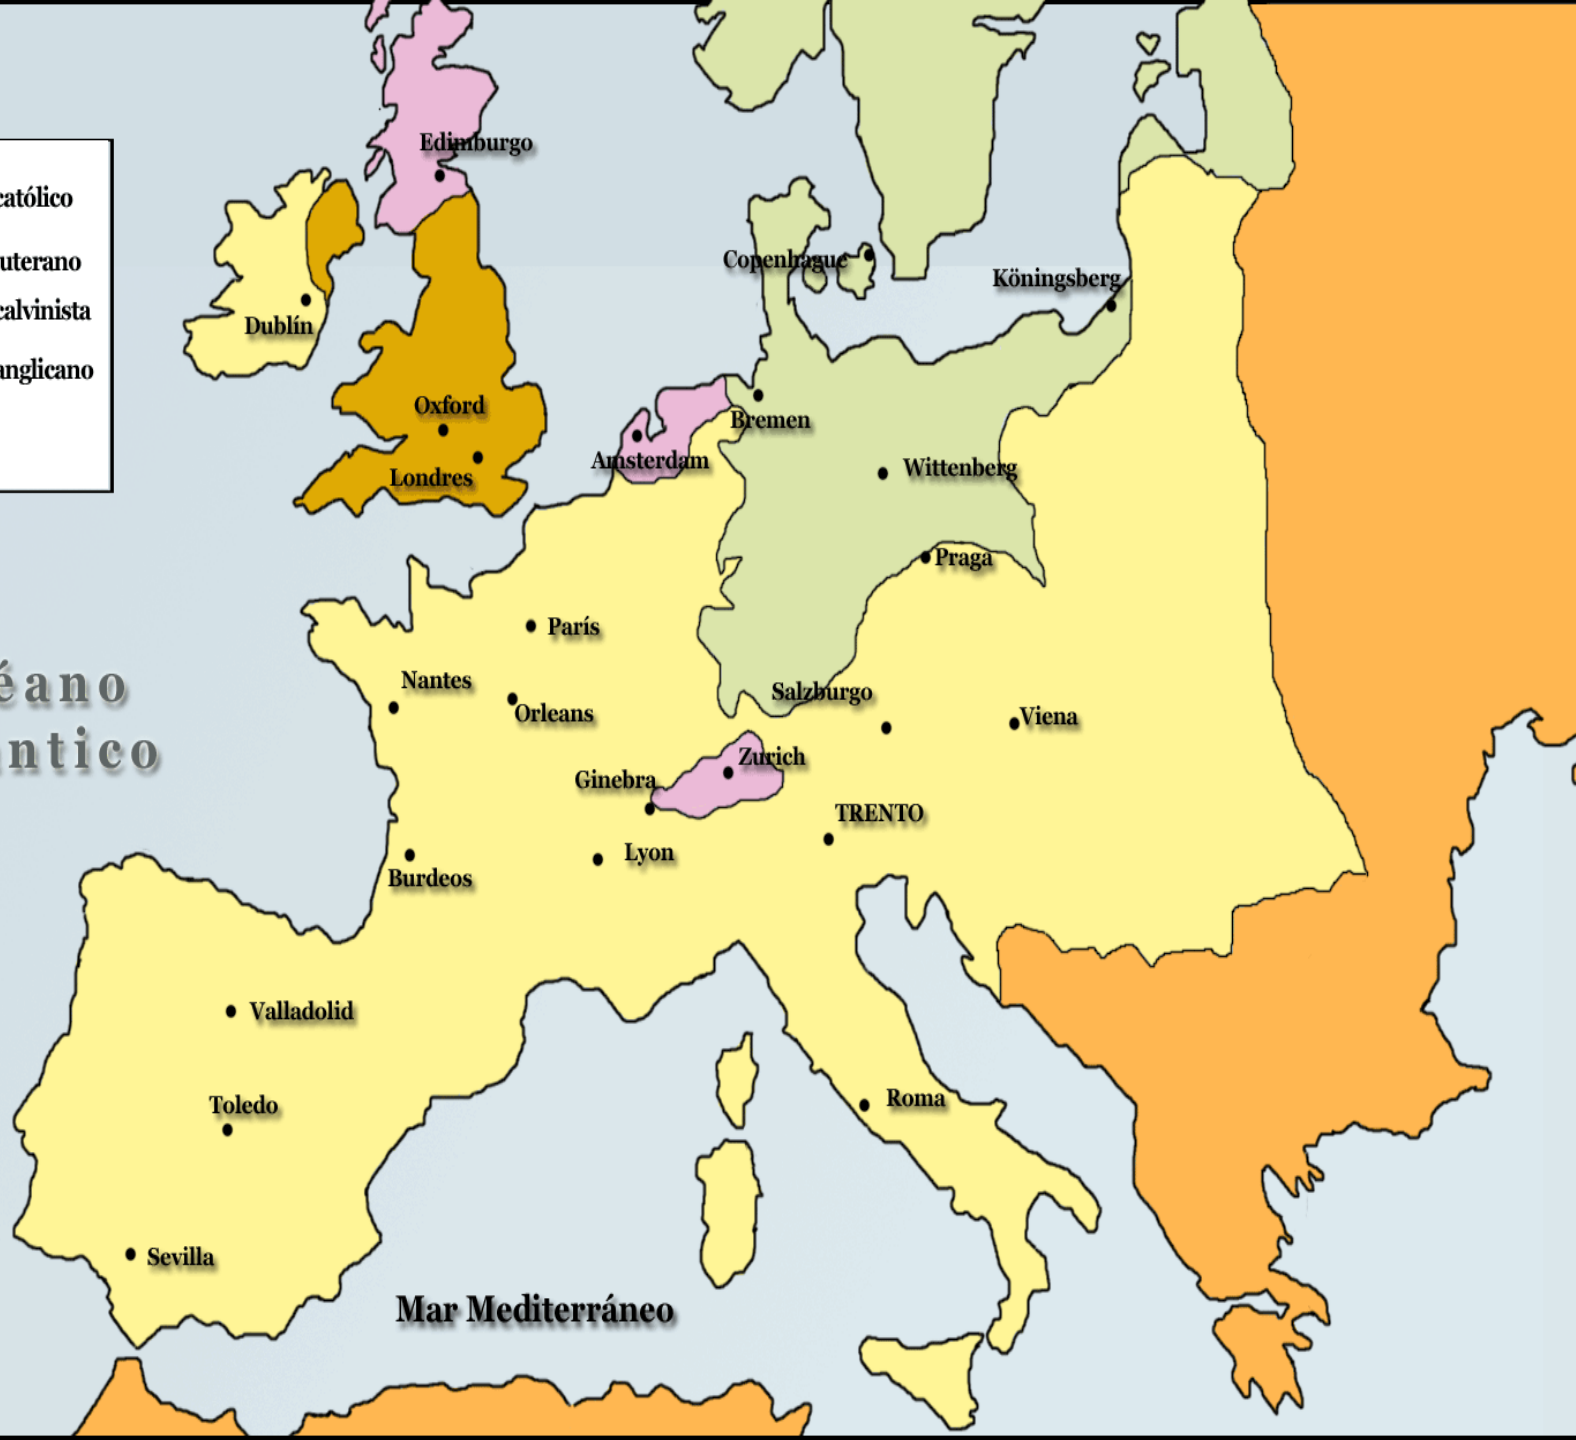 Edimburgo
católico
uterano
calvinista
anglicano
Dublín
Copenhague
Köningsberg
Oxford
Londres
Amsterdam
Bremen
Wittenberg
Praga
París
Nantes
Orleans
Salzburgo
Viena
éano
ntico
Zurich
Ginebra
TRENTO
Lyon
Burdeos
Valladolid
Toledo
Roma
Sevilla
Mar Mediterráneo